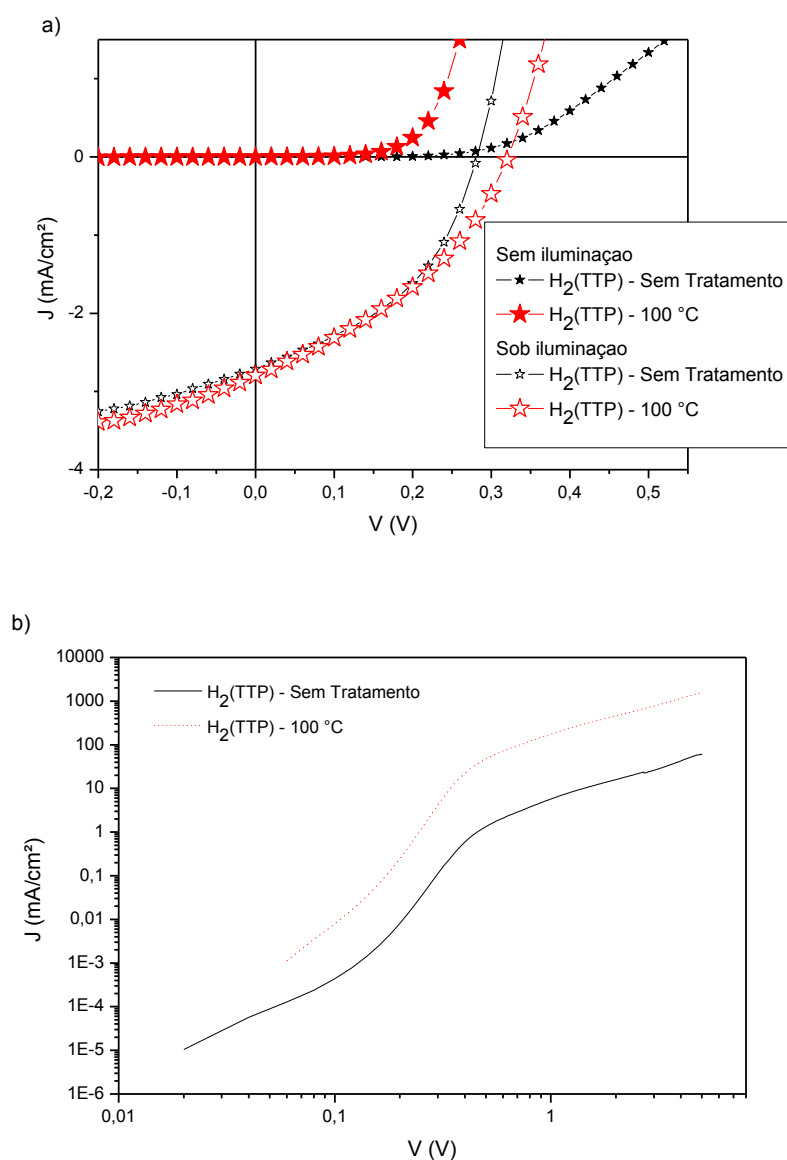 a)
J (mA/cm²)
0
-2
-4
-0,2 -0,1 0,0 0,1 0,2 0,3 0,4 0,5
V (V)
Sem iluminaçao
H2(TTP) - Sem Tratamento
H2(TTP) - 100 °C
Sob iluminaçao
H2(TTP) - Sem Tratamento
H2(TTP) - 100 °C
b)
J (mA/cm²)
10000
1000
100
10
1
0,1
0,01
1E-3
1E-4
1E-5
1E-6
H2(TTP) - Sem Tratamento
H2(TTP) - 100 °C
0,01 0,1 1
V (V)